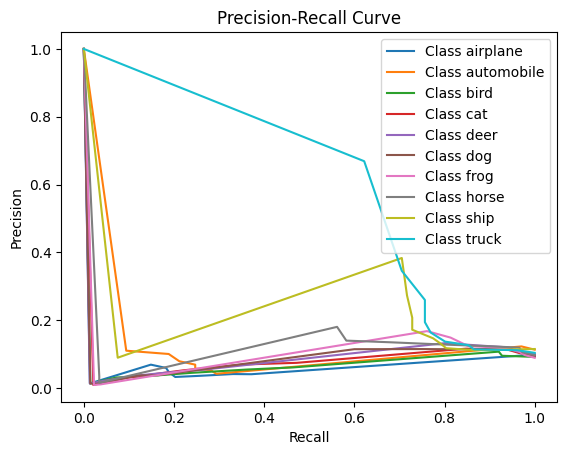 Precision-Recall Curve
Precision
1.0
0.8
0.6
0.4
0.2
0.0
Class airplane
Class automobile
Class bird
Class cat
Class deer
Class dog
Class frog
Class horse
Class ship
Class truck
0.0 0.2 0.4 0.6 0.8 1.0
Recall